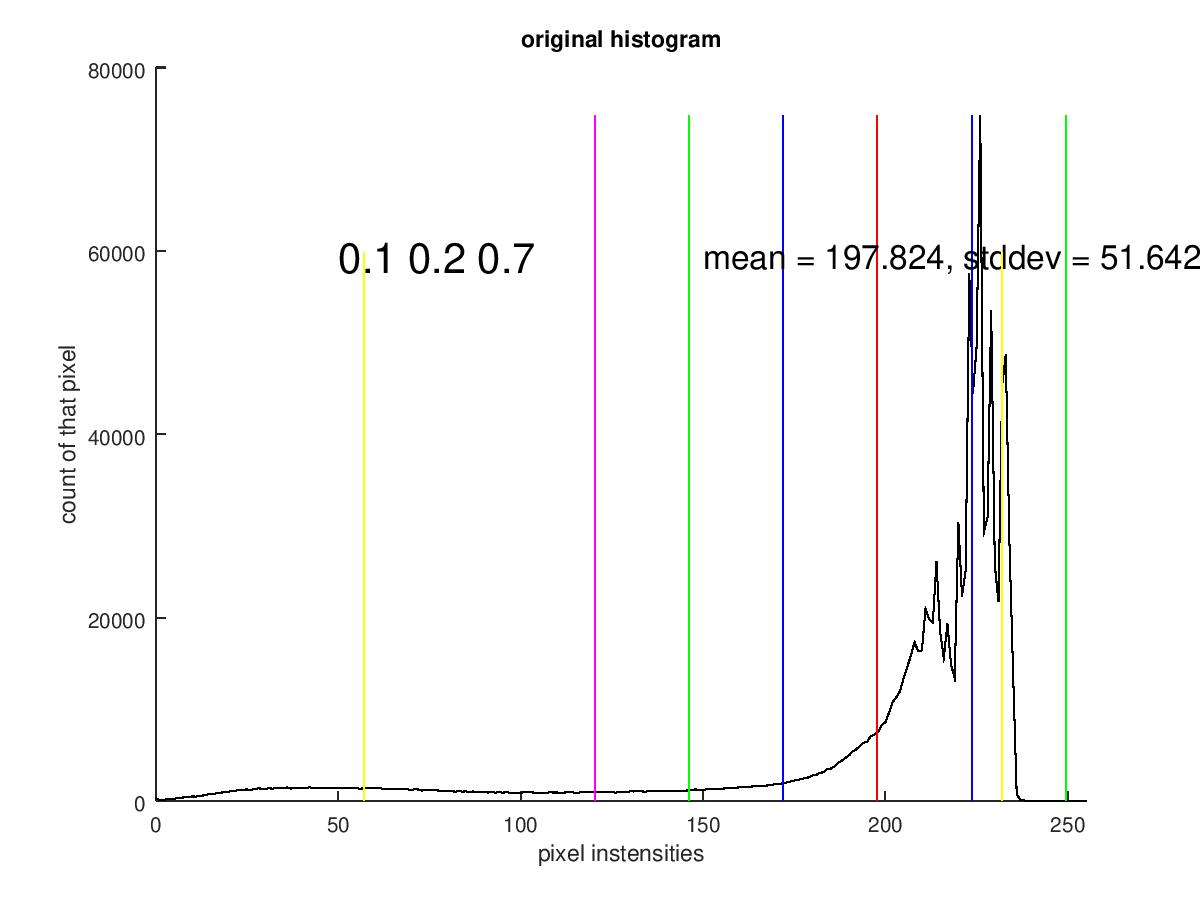 original histogram
80000
60000
40000
20000
0
count of that pixel
0.1 0.2 0.7
mean = 197.824, stddev = 51.642
0 50 100 150 200 250
pixel instensities